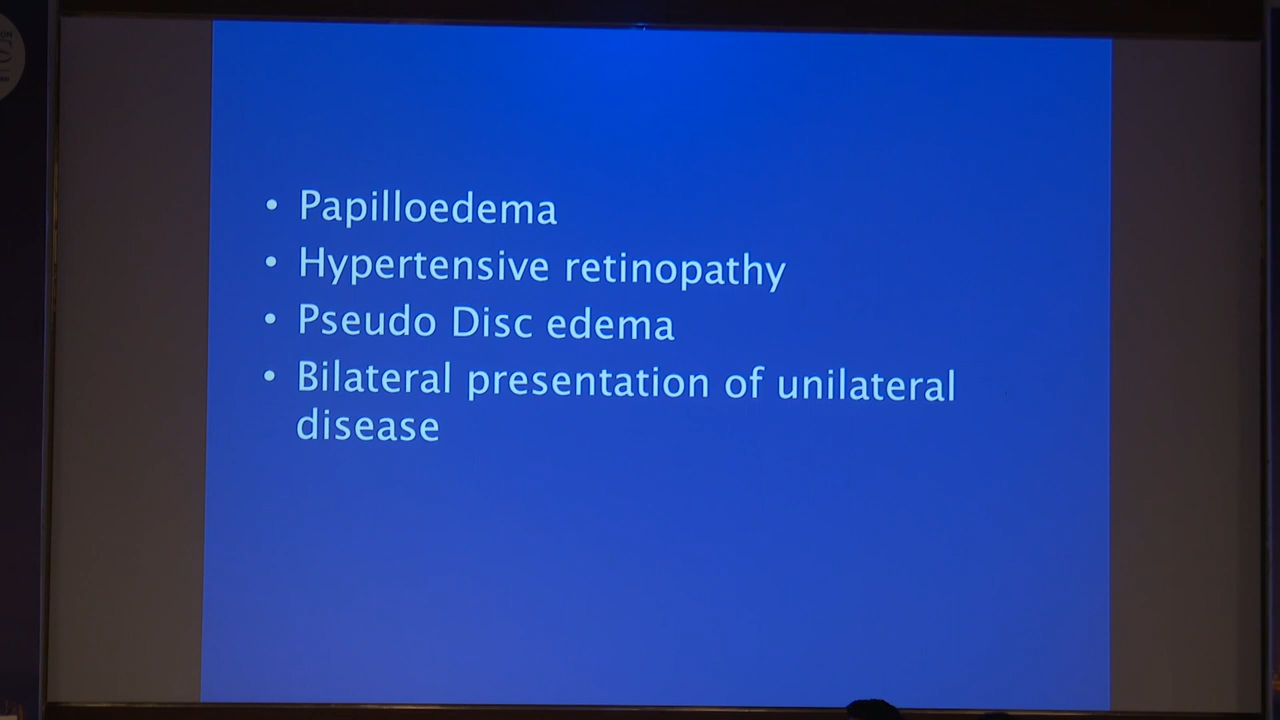 • Papilloedema
• Hypertensive retinopathy
• Pseudo Disc edema
• Bilateral presentation of unilateral
disease